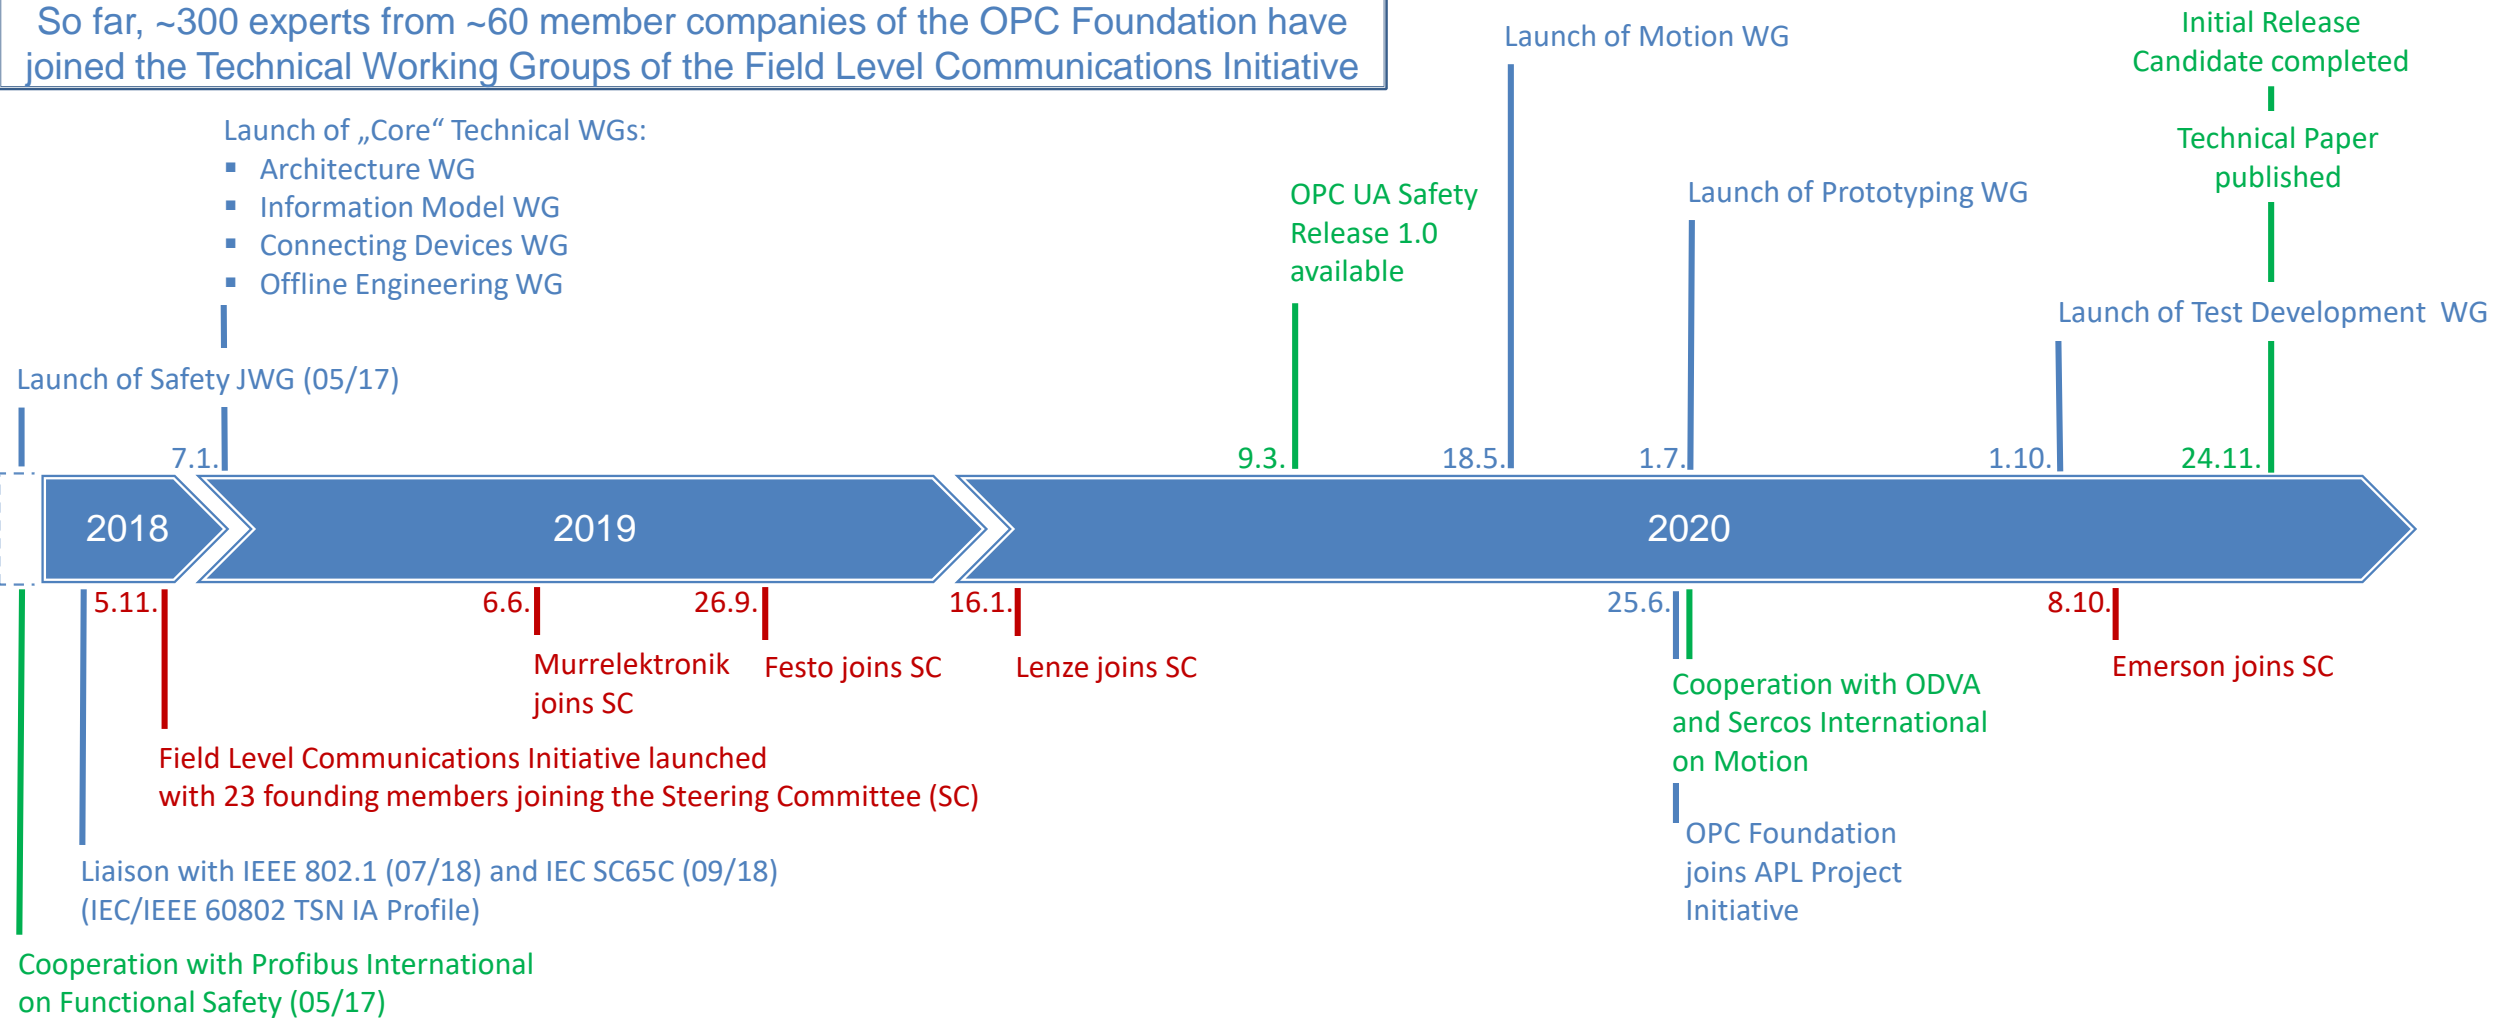 So far, ~300 experts from ~60 member companies of the OPC Foundation have
joined the Technical Working Groups of the Field Level Communications Initiative
Launch of „Core“ Technical WGs:
▪ Architecture WG
▪ Information Model WG
▪ Connecting Devices WG
▪ Offline Engineering WG
Launch of Safety JWG (05/17)
7.1.
OPC UA Safety
Release 1.0
available
9.3.
Launch of Motion WG
18.5.
Launch of Prototyping WG
1.7.
Launch of Test Development WG
1.10.
Initial Release
Candidate completed
Technical Paper
published
24.11.
2018
2019
2020
5.11.
6.6.
26.9.
16.1.
25.6.
8.10.
Murrelektronik
joins SC
Festo joins SC
Lenze joins SC
Emerson joins SC
Cooperation with ODVA
and Sercos International
on Motion
Field Level Communications Initiative launched
with 23 founding members joining the Steering Committee (SC)
OPC Foundation
joins APL Project
Initiative
Liaison with IEEE 802.1 (07/18) and IEC SC65C (09/18)
(IEC/IEEE 60802 TSN IA Profile)
Cooperation with Profibus International
on Functional Safety (05/17)